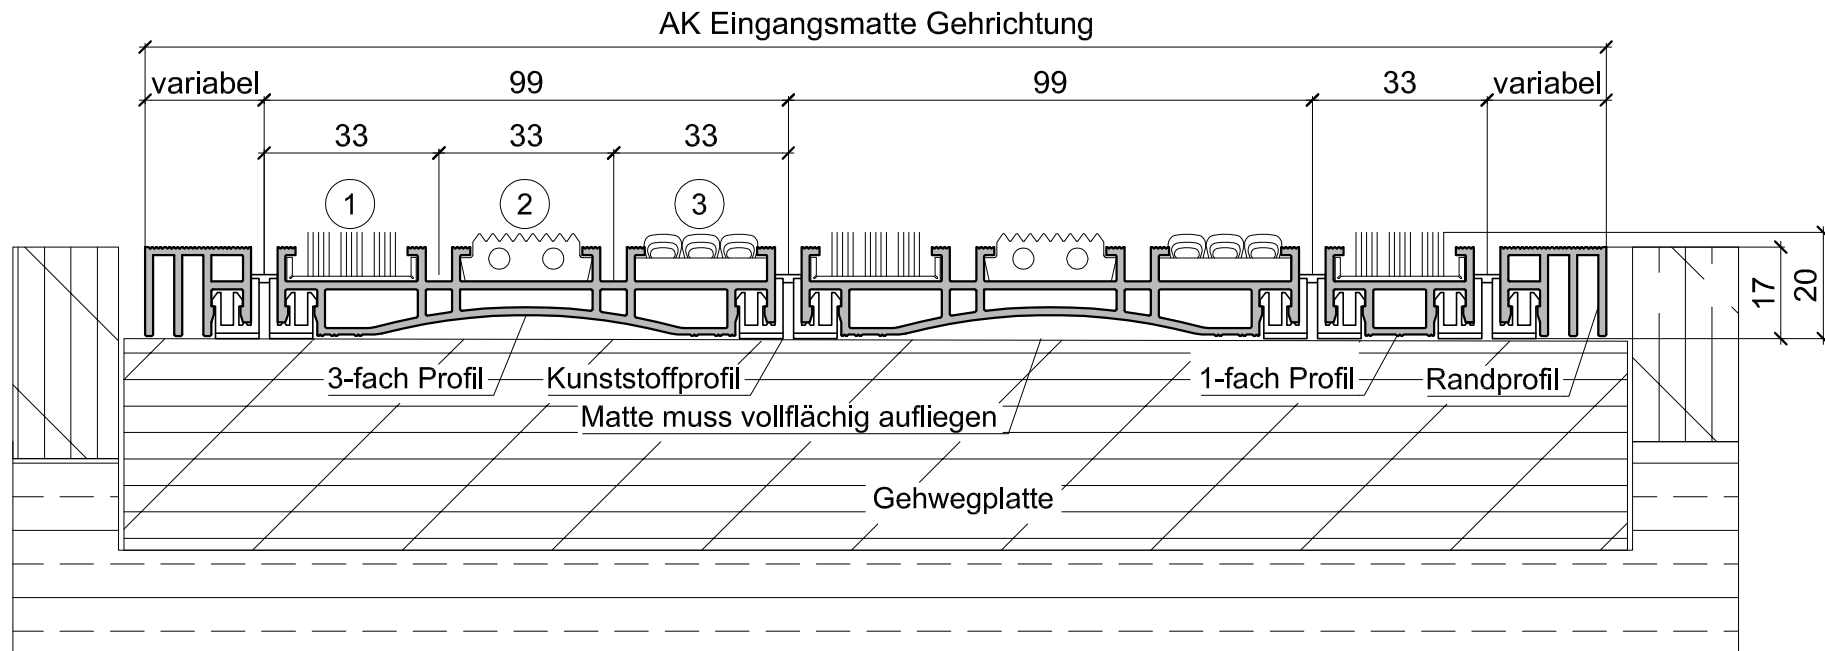 AK Eingangsmatte Gehrichtung
variabel 99 99 33 variabel
33 33 33
1 2 3
17 20
3-fach Profil Kunststoffprofil 1-fach Profil Randprofil
Matte muss vollflächig aufliegen
Gehwegplatte